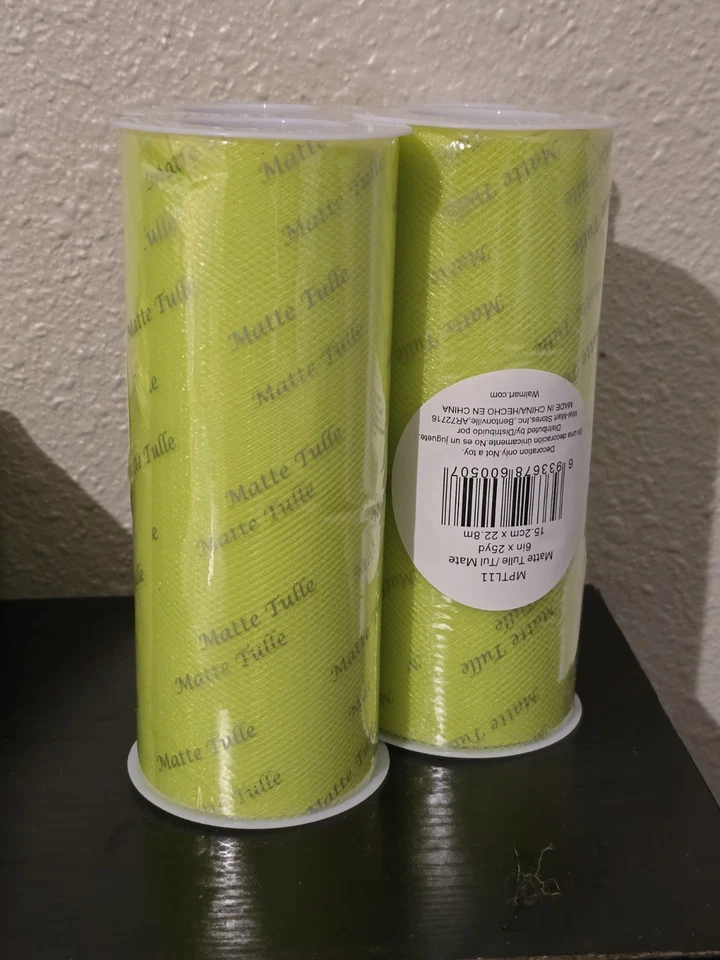 Matte Tulle
Matte Tulle
Matte Tulle
Matte Tulle
Matte Tulle
Matte Tulle
Matte Tulle
Matte Tulle
Matte Tulle
Matte Tulle
Matte Tulle
MPTL11
Matte Tulle /Tul Mate
6in x 25yd
15.2cm x 22.8m
6 933678 600507
Decoration only.Not a toy.
Es una decoración únicamente.No es un juguete.
Distributed by/Distribuido por
Wal-Mart Stores,Inc.,Bentonville,AR72716
MADE IN CHINA/HECHO EN CHINA
Walmart.com